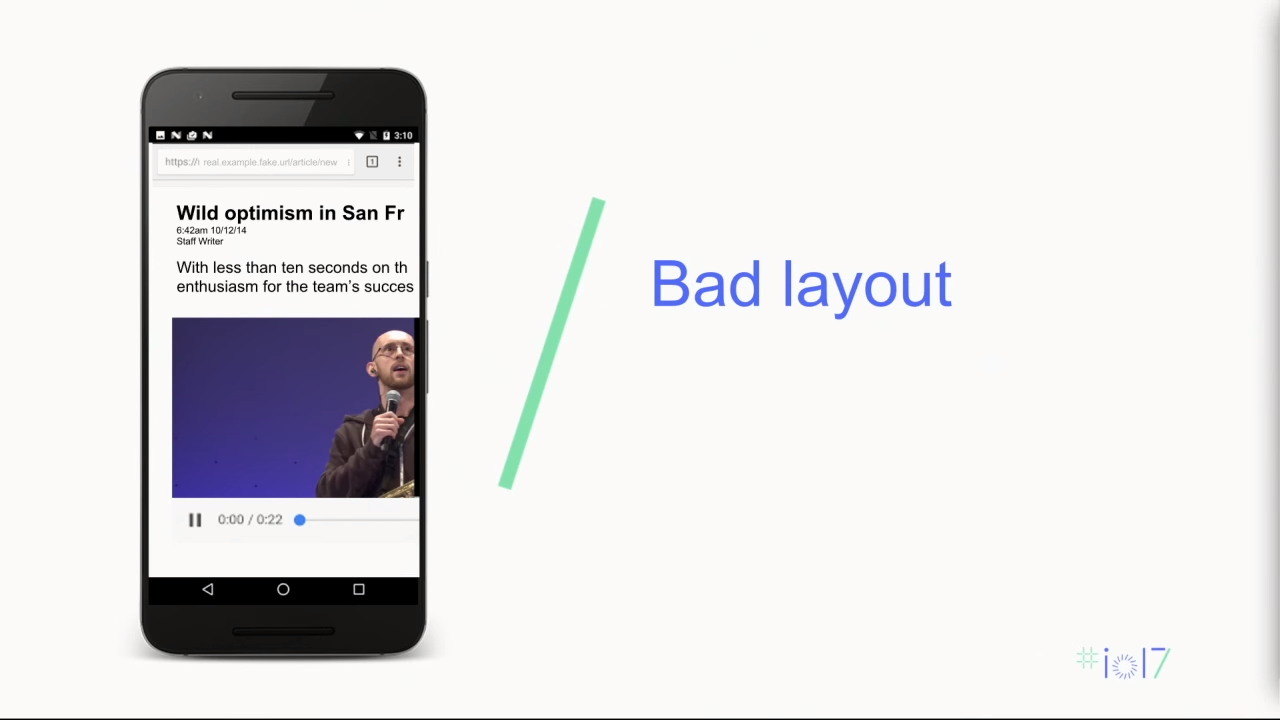 3:10
https:// real.example.fake.url/article/new
1
Wild optimism in San Fr
6:42am 10/12/14
Staff Writer
With less than ten seconds on th
enthusiasm for the team's succes
0:00 / 0:22
Bad layout
#io17